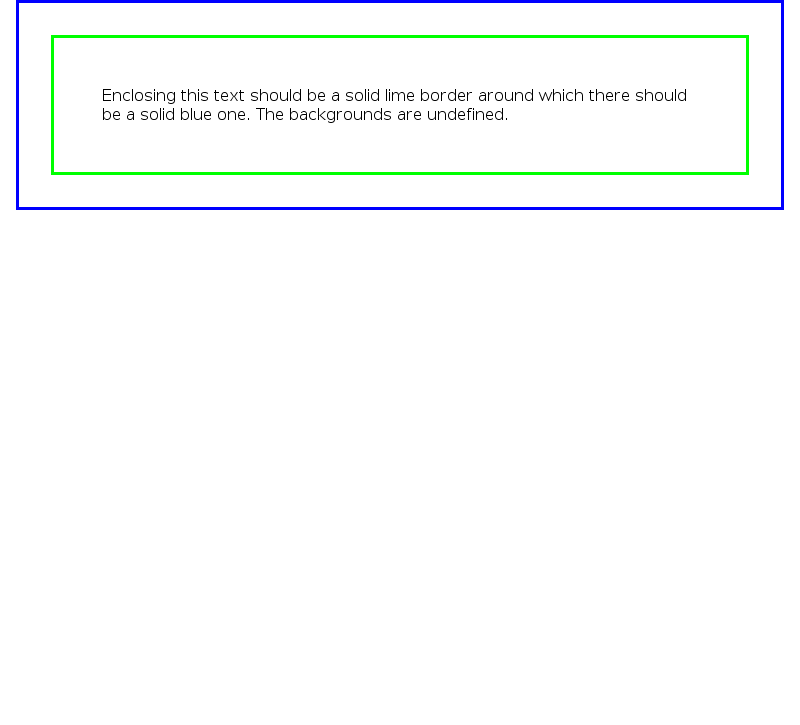 Enclosing this text should be a solid lime border around which there should
be a solid blue one. The backgrounds are undefined.